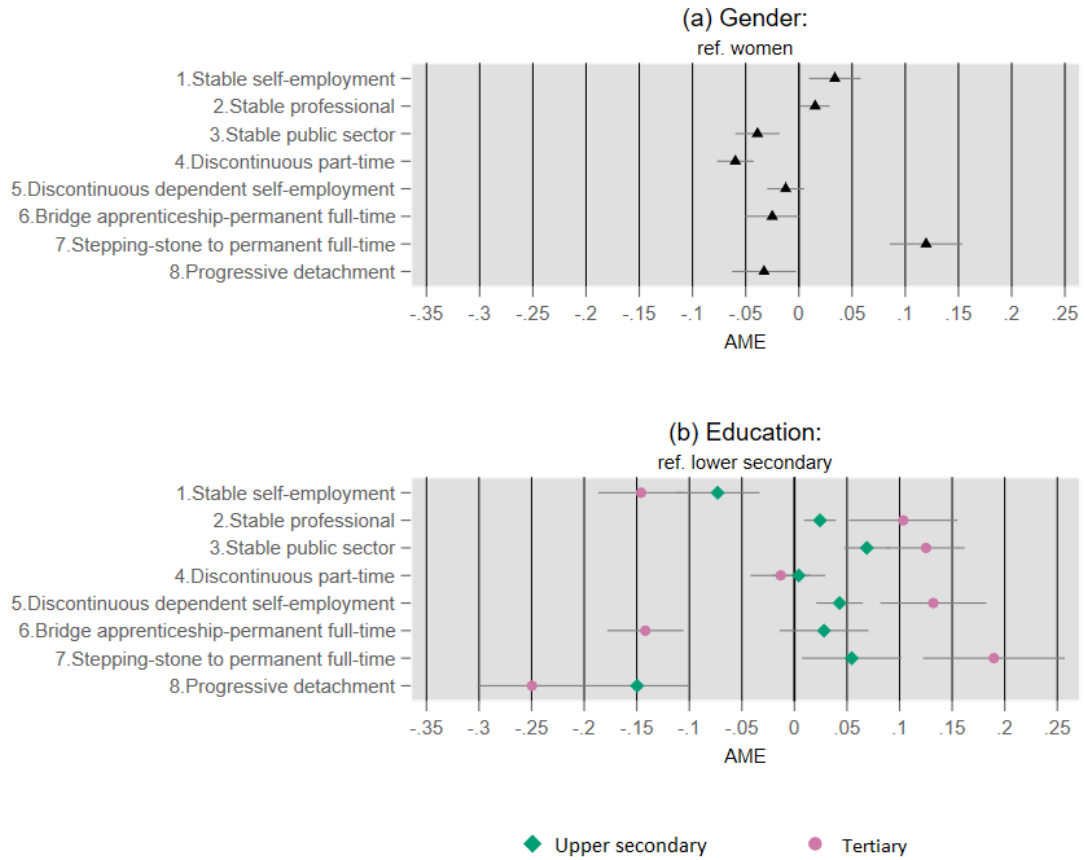 (a) Gender:
ref. women
1.Stable self-employment
2.Stable professional
3.Stable public sector
4.Discontinuous part-time
5.Discontinuous dependent self-employment
6.Bridge apprenticeship-permanent full-time
7.Stepping-stone to permanent full-time
8.Progressive detachment
-.35 -.3 -.25 -.2 -.15 -.1 -.05 0 .05 .1 .15 .2 .25
AME
(b) Education:
ref. lower secondary
1.Stable self-employment
2.Stable professional
3.Stable public sector
4.Discontinuous part-time
5.Discontinuous dependent self-employment
6.Bridge apprenticeship-permanent full-time
7.Stepping-stone to permanent full-time
8.Progressive detachment
-.35 -.3 -.25 -.2 -.15 -.1 -.05 0 .05 .1 .15 .2 .25
AME
Upper secondary Tertiary